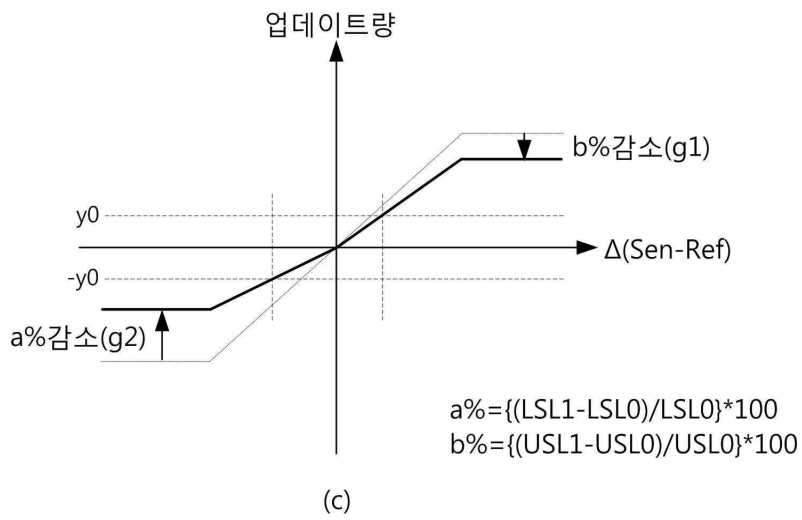 업데이트량
b%감소(g1)
y0
Δ(Sen-Ref)
-y0
a%감소(g2)
a%={(LSL1-LSL0)/LSL0}*100
b%={(USL1-USL0)/USL0}*100
(c)